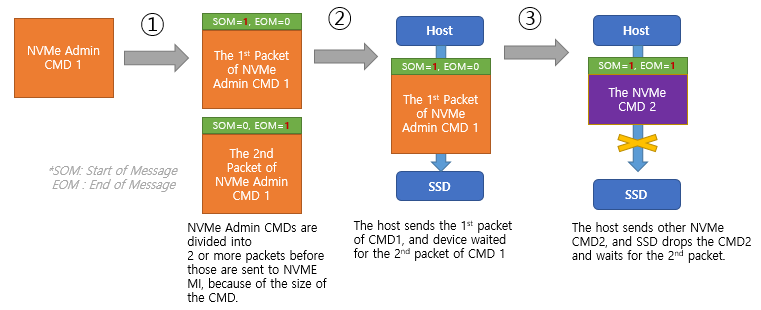 ①
②
③
NVMe Admin
CMD 1
SOM=1, EOM=0
The 1st Packet
of NVMe
Admin CMD 1
SOM=0, EOM=1
The 2nd
Packet of
NVMe Admin
CMD 1
*SOM: Start of Message
EOM : End of Message
NVMe Admin CMDs are
divided into
2 or more packets before
those are sent to NVME
MI, because of the size of
the CMD.
Host
SOM=1, EOM=0
The 1st Packet
of NVMe
Admin CMD 1
SSD
The host sends the 1st packet
of CMD1, and device waited
for the 2nd packet of CMD 1
Host
SOM=1, EOM=1
The NVMe
CMD 2
SSD
The host sends other NVMe
CMD2, and SSD drops the CMD2
and waits for the 2nd packet.